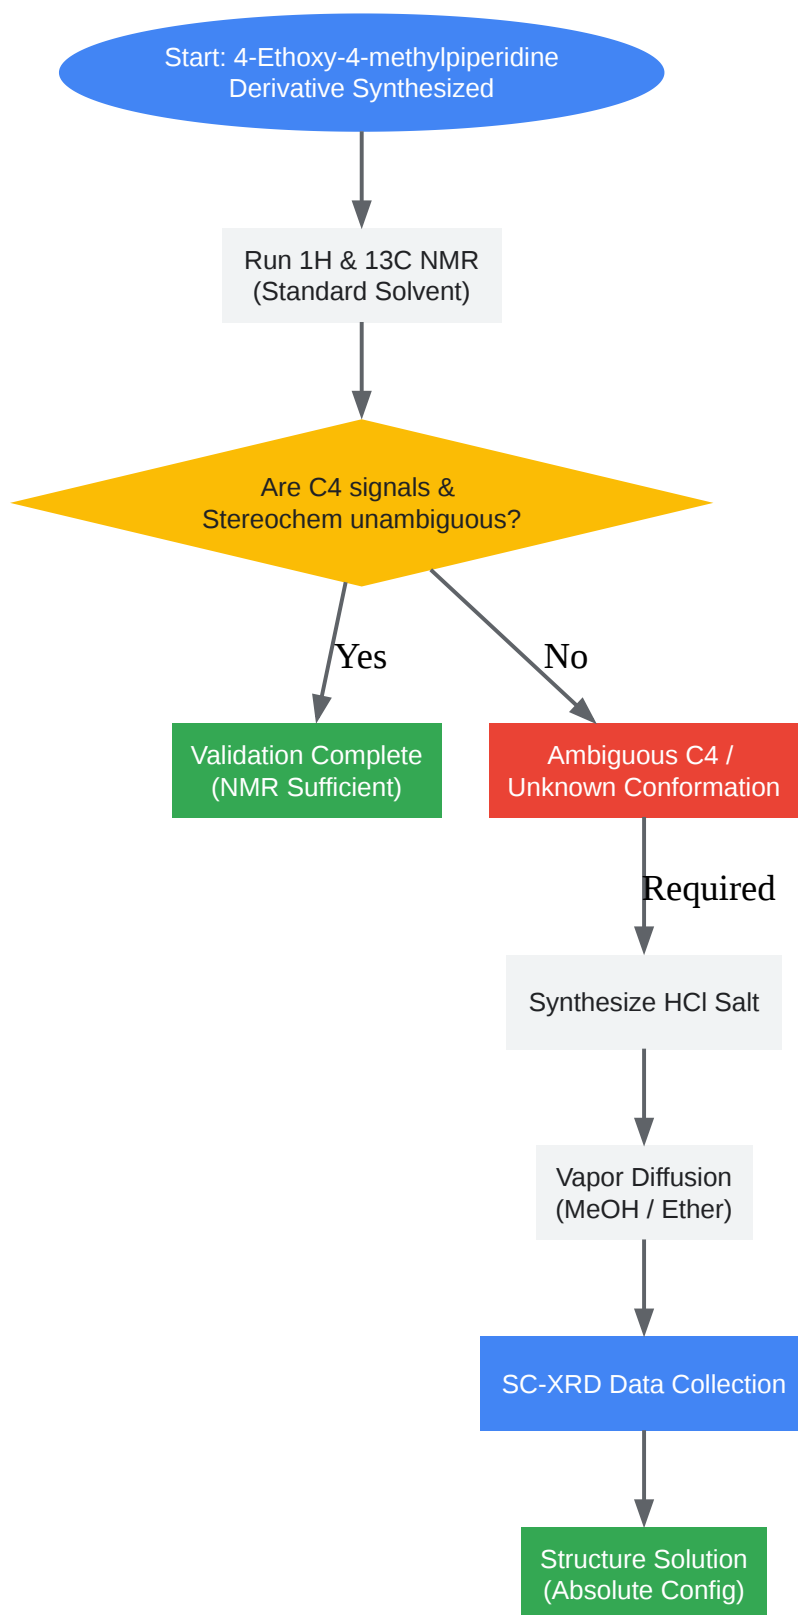 Start: 4-Ethoxy-4-methylpiperidine
Derivative Synthesized
Run 1H & 13C NMR
(Standard Solvent)
Are C4 signals &
Stereochem unambiguous?
Yes
No
Validation Complete
(NMR Sufficient)
Ambiguous C4 /
Unknown Conformation
Required
Synthesize HCl Salt
Vapor Diffusion
(MeOH / Ether)
SC-XRD Data Collection
Structure Solution
(Absolute Config)